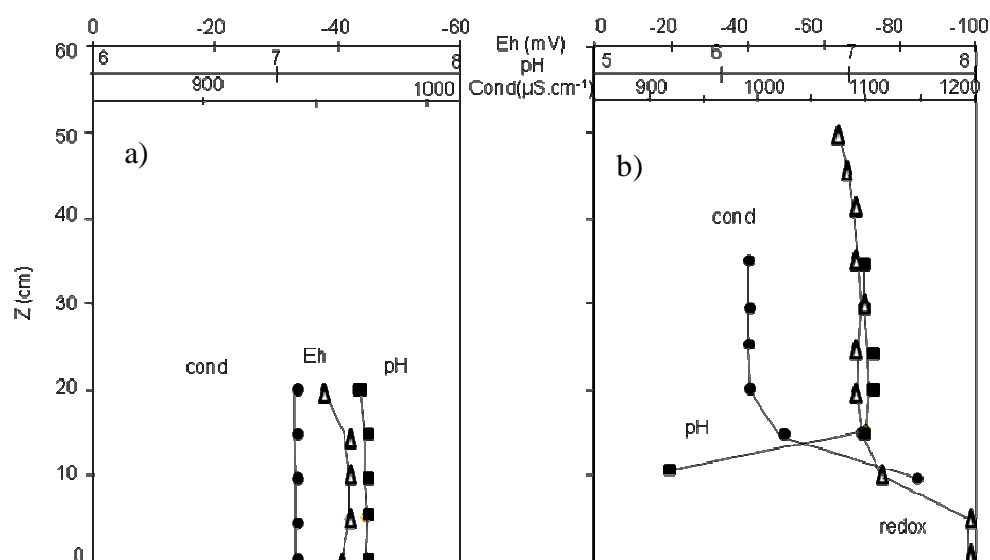 0 -20 -40 -60 Eh (mV) 0 -20 -40 -60 -80 -100
60 6 7 8 pH 5 6 7 8
900 1000 Cond(µS.cm-1) 900 1000 1100 1200
50 a) b)
40 cond
Z (cm)
30
Eh
cond pH
20
pH
10
redox
0